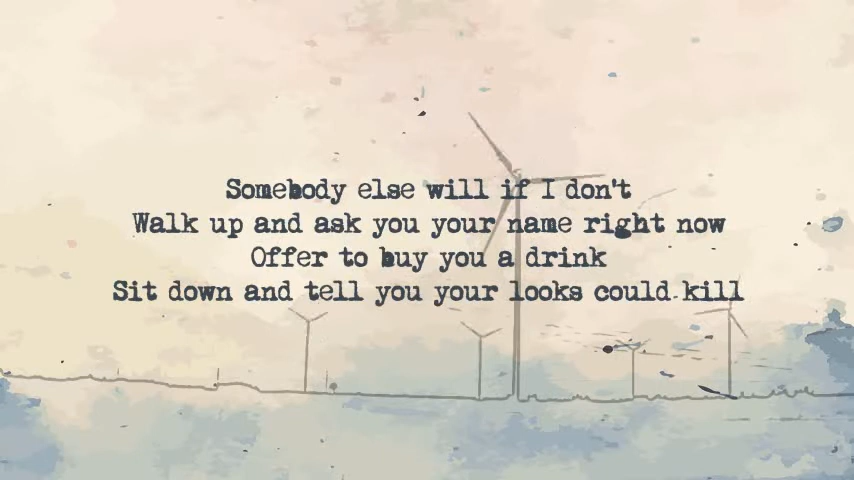 Somebody else will if I don't
Walk up and ask you your name right now
Offer to buy you a drink
Sit down and tell you your looks could kill